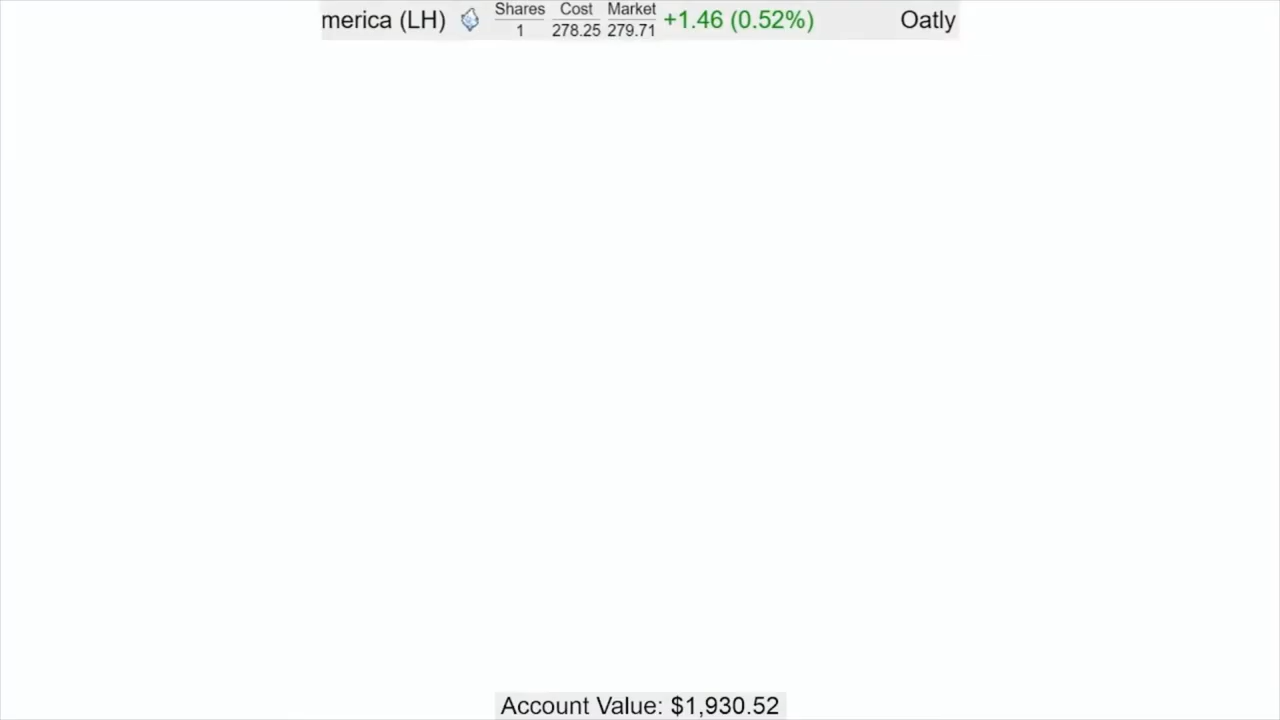 merica (LH) Shares Cost Market +1.46 (0.52%) Oatly
1 278.25 279.71
Account Value: $1,930.52